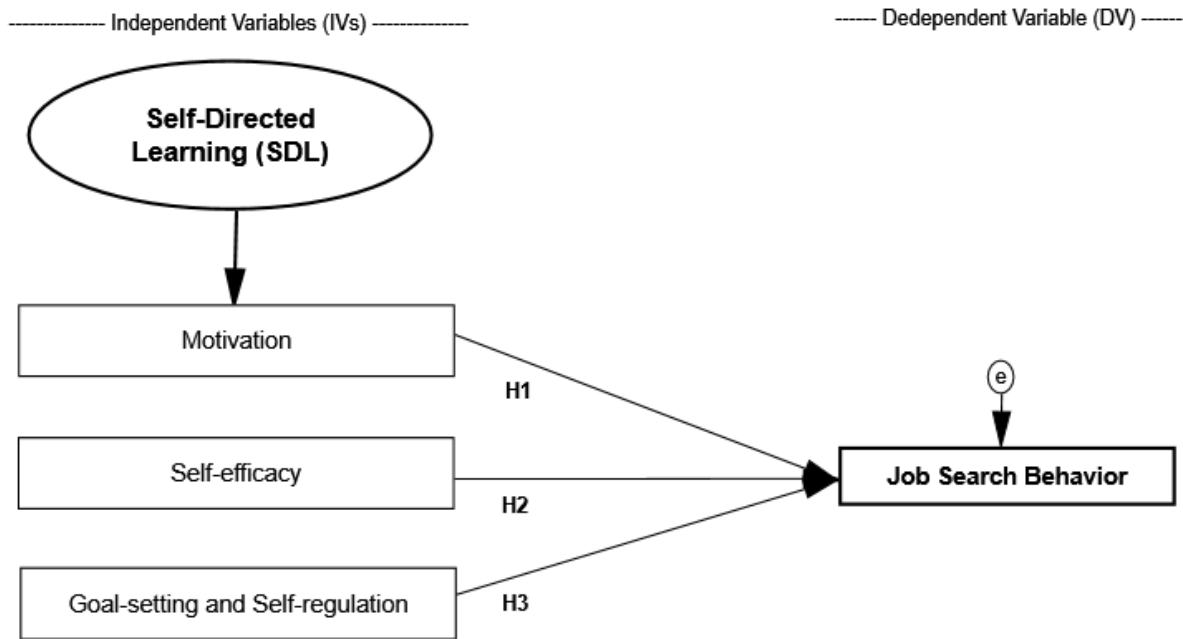 -------------- Independent Variables (IVs) --------------
------ Dedependent Variable (DV) ------
Self-Directed
Learning (SDL)
Motivation
H1
e
Self-efficacy
H2
Job Search Behavior
Goal-setting and Self-regulation
H3